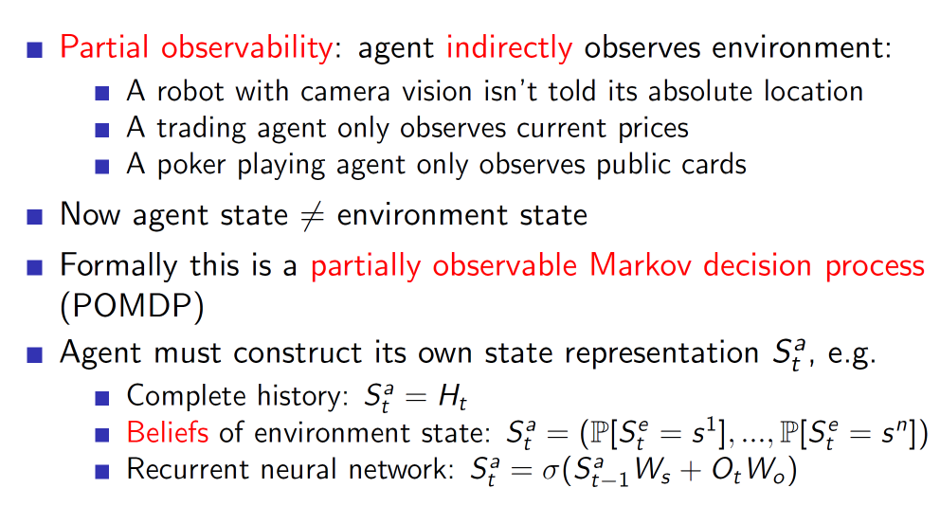 Partial observability: agent indirectly observes environment:
A robot with camera vision isn't told its absolute location
A trading agent only observes current prices
A poker playing agent only observes public cards
Now agent state ≠ environment state
Formally this is a partially observable Markov decision process
(POMDP)
Agent must construct its own state representation $S_t^a$, e.g.
Complete history: $S_t^a = H_t$
Beliefs of environment state: $S_t^a = (\mathbb{P}[S_t^e = s^1], ..., \mathbb{P}[S_t^e = s^n])$
Recurrent neural network: $S_t^a = \sigma(S_{t-1}^a W_s + O_t W_o)$